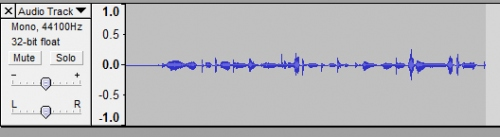 X Audio Track ▼
Mono, 44100Hz
32-bit float
Mute Solo
- +
L R
1.0
0.5
0.0
-0.5
-1.0